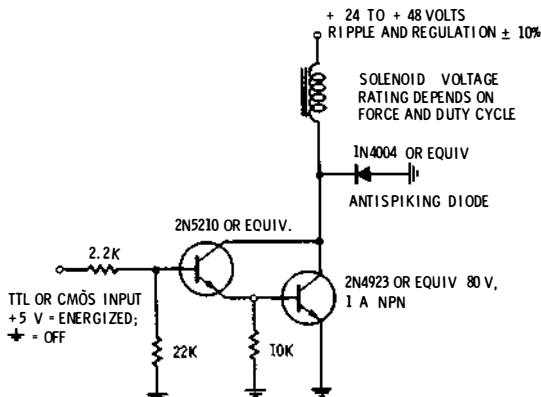 + 24 TO + 48 VOLTS
RIPPLE AND REGULATION ± 10%
SOLENOID VOLTAGE
RATING DEPENDS ON
FORCE AND DUTY CYCLE
1N4004 OR EQUIV
ANTISPIKING DIODE
2N5210 OR EQUIV.
2.2K
2N4923 OR EQUIV 80 V,
1 A NPN
TTL OR CMOS INPUT
+5 V = ENERGIZED;
= OFF
22K
10K